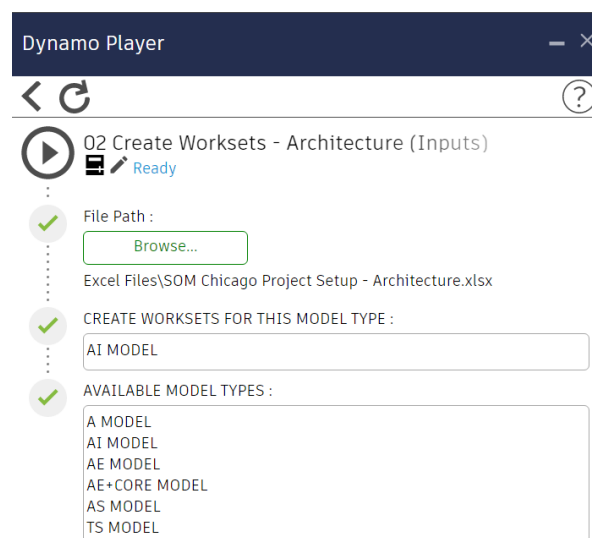 Dynamo Player
?
02 Create Worksets - Architecture (Inputs)
Ready
File Path :
Browse...
Excel Files\SOM Chicago Project Setup - Architecture.xlsx
CREATE WORKSETS FOR THIS MODEL TYPE :
AI MODEL
AVAILABLE MODEL TYPES :
A MODEL
AI MODEL
AE MODEL
AE+CORE MODEL
AS MODEL
TS MODEL